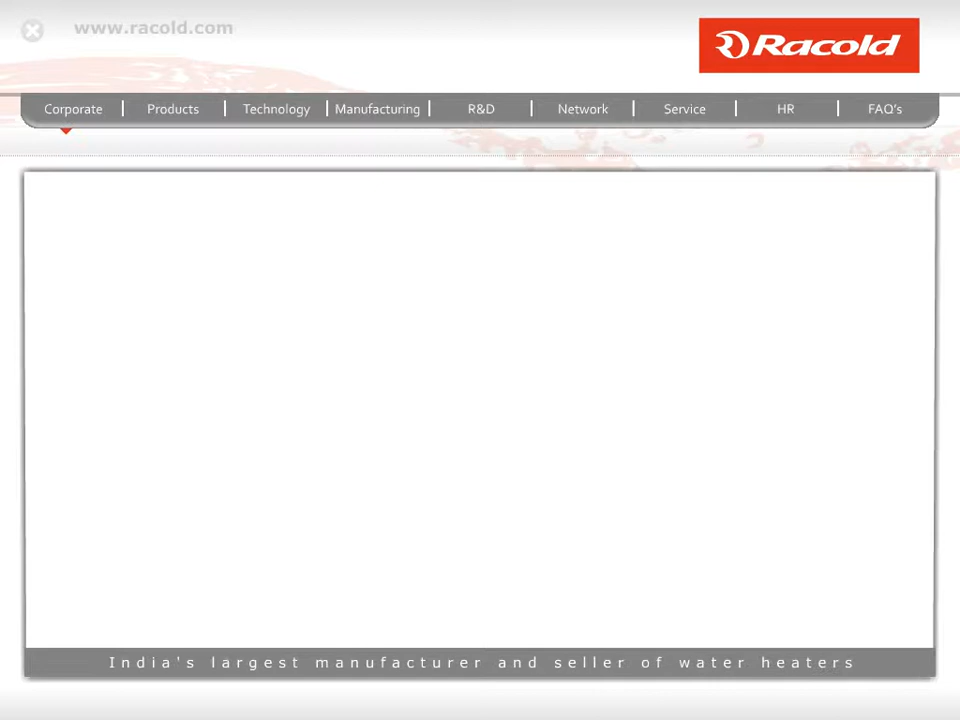 www.racold.com
Racold
Corporate Products Technology Manufacturing R&D Network Service HR FAQ's
India's largest manufacturer and seller of water heaters